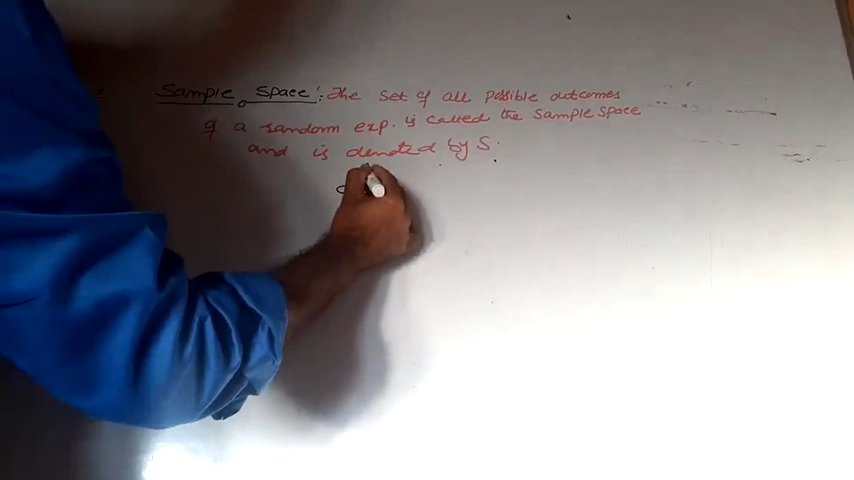 Sample Space: The set of all possible outcomes
of a random exp. is called the Sample Space
and is denoted by S.